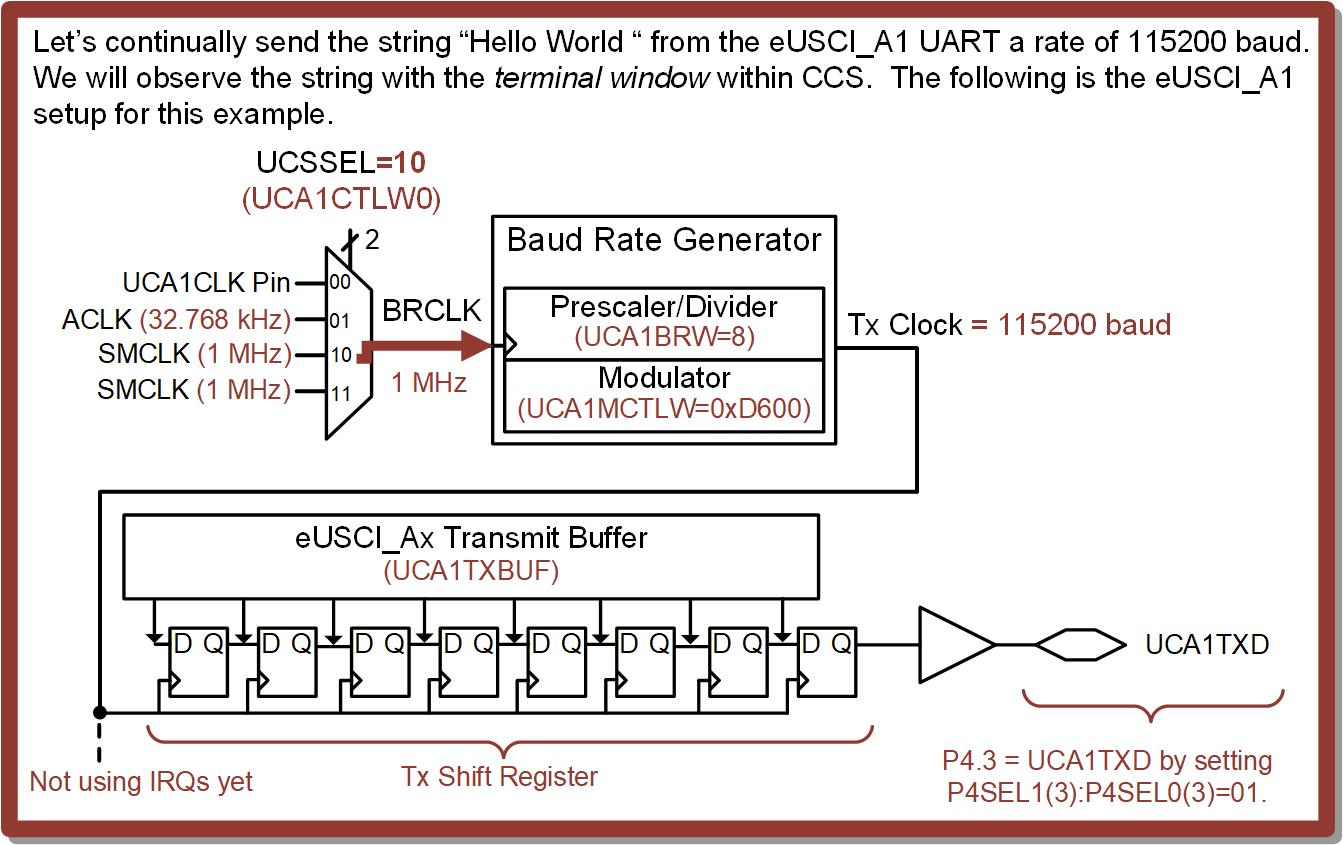 Let’s continually send the string “Hello World “ from the eUSCI_A1 UART a rate of 115200 baud.
We will observe the string with the terminal window within CCS.  The following is the eUSCI_A1
setup for this example.
UCSSEL=10
(UCA1CTLW0)
2
UCA1CLK Pin
00
ACLK (32.768 kHz)
01
SMCLK (1 MHz)
10
SMCLK (1 MHz)
11
BRCLK
1 MHz
Baud Rate Generator
Prescaler/Divider
(UCA1BRW=8)
Modulator
(UCA1MCTLW=0xD600)
Tx Clock = 115200 baud
eUSCI_Ax Transmit Buffer
(UCA1TXBUF)
D Q D Q D Q D Q D Q D Q D Q D Q
UCA1TXD
Not using IRQs yet
Tx Shift Register
P4.3 = UCA1TXD by setting
P4SEL1(3):P4SEL0(3)=01.